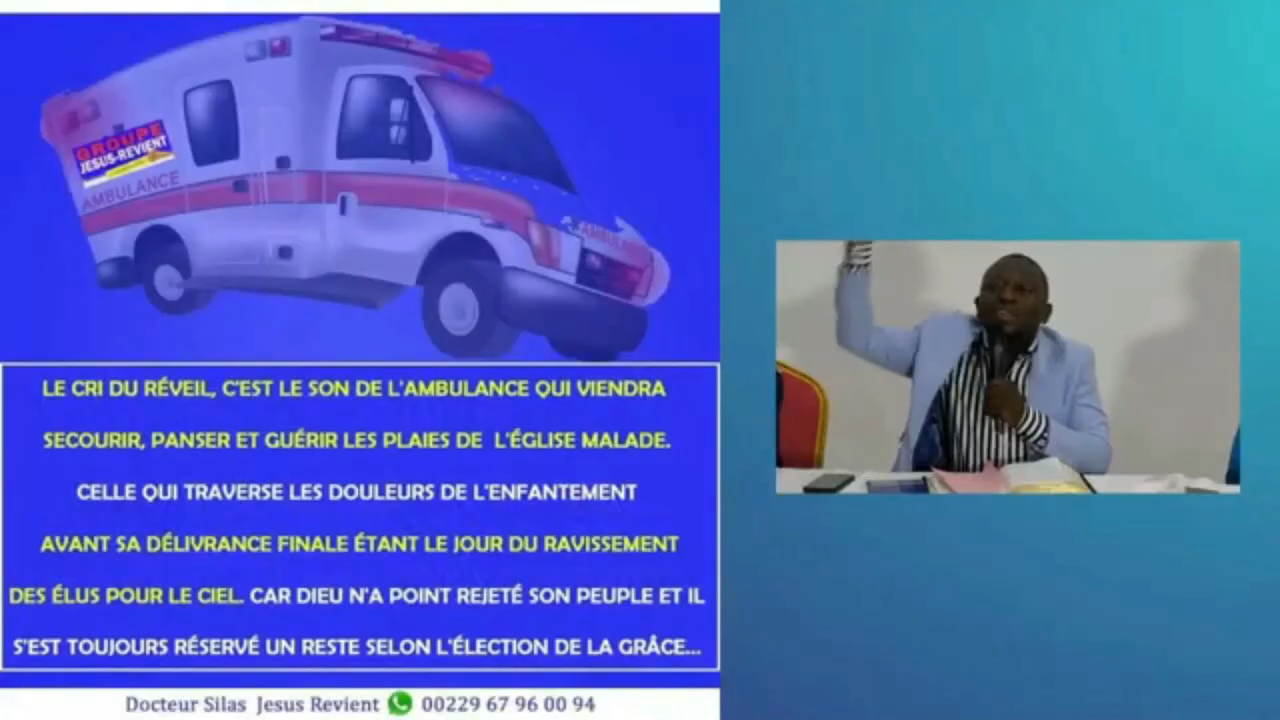 GROUPE
JESUS-REVIENT
AMBULANCE
AMBULANCE
LE CRI DU RÉVEIL, C'EST LE SON DE L'AMBULANCE QUI VIENDRA
SECOURIR, PANSER ET GUÉRIR LES PLAIES DE L'ÉGLISE MALADE.
CELLE QUI TRAVERSE LES DOULEURS DE L'ENFANTEMENT
AVANT SA DÉLIVRANCE FINALE ÉTANT LE JOUR DU RAVISSEMENT
DES ÉLUS POUR LE CIEL. CAR DIEU N'A POINT REJETÉ SON PEUPLE ET IL
S'EST TOUJOURS RÉSERVÉ UN RESTE SELON L'ÉLECTION DE LA GRÂCE...
Docteur Silas Jesus Revient 00229 67 96 00 94